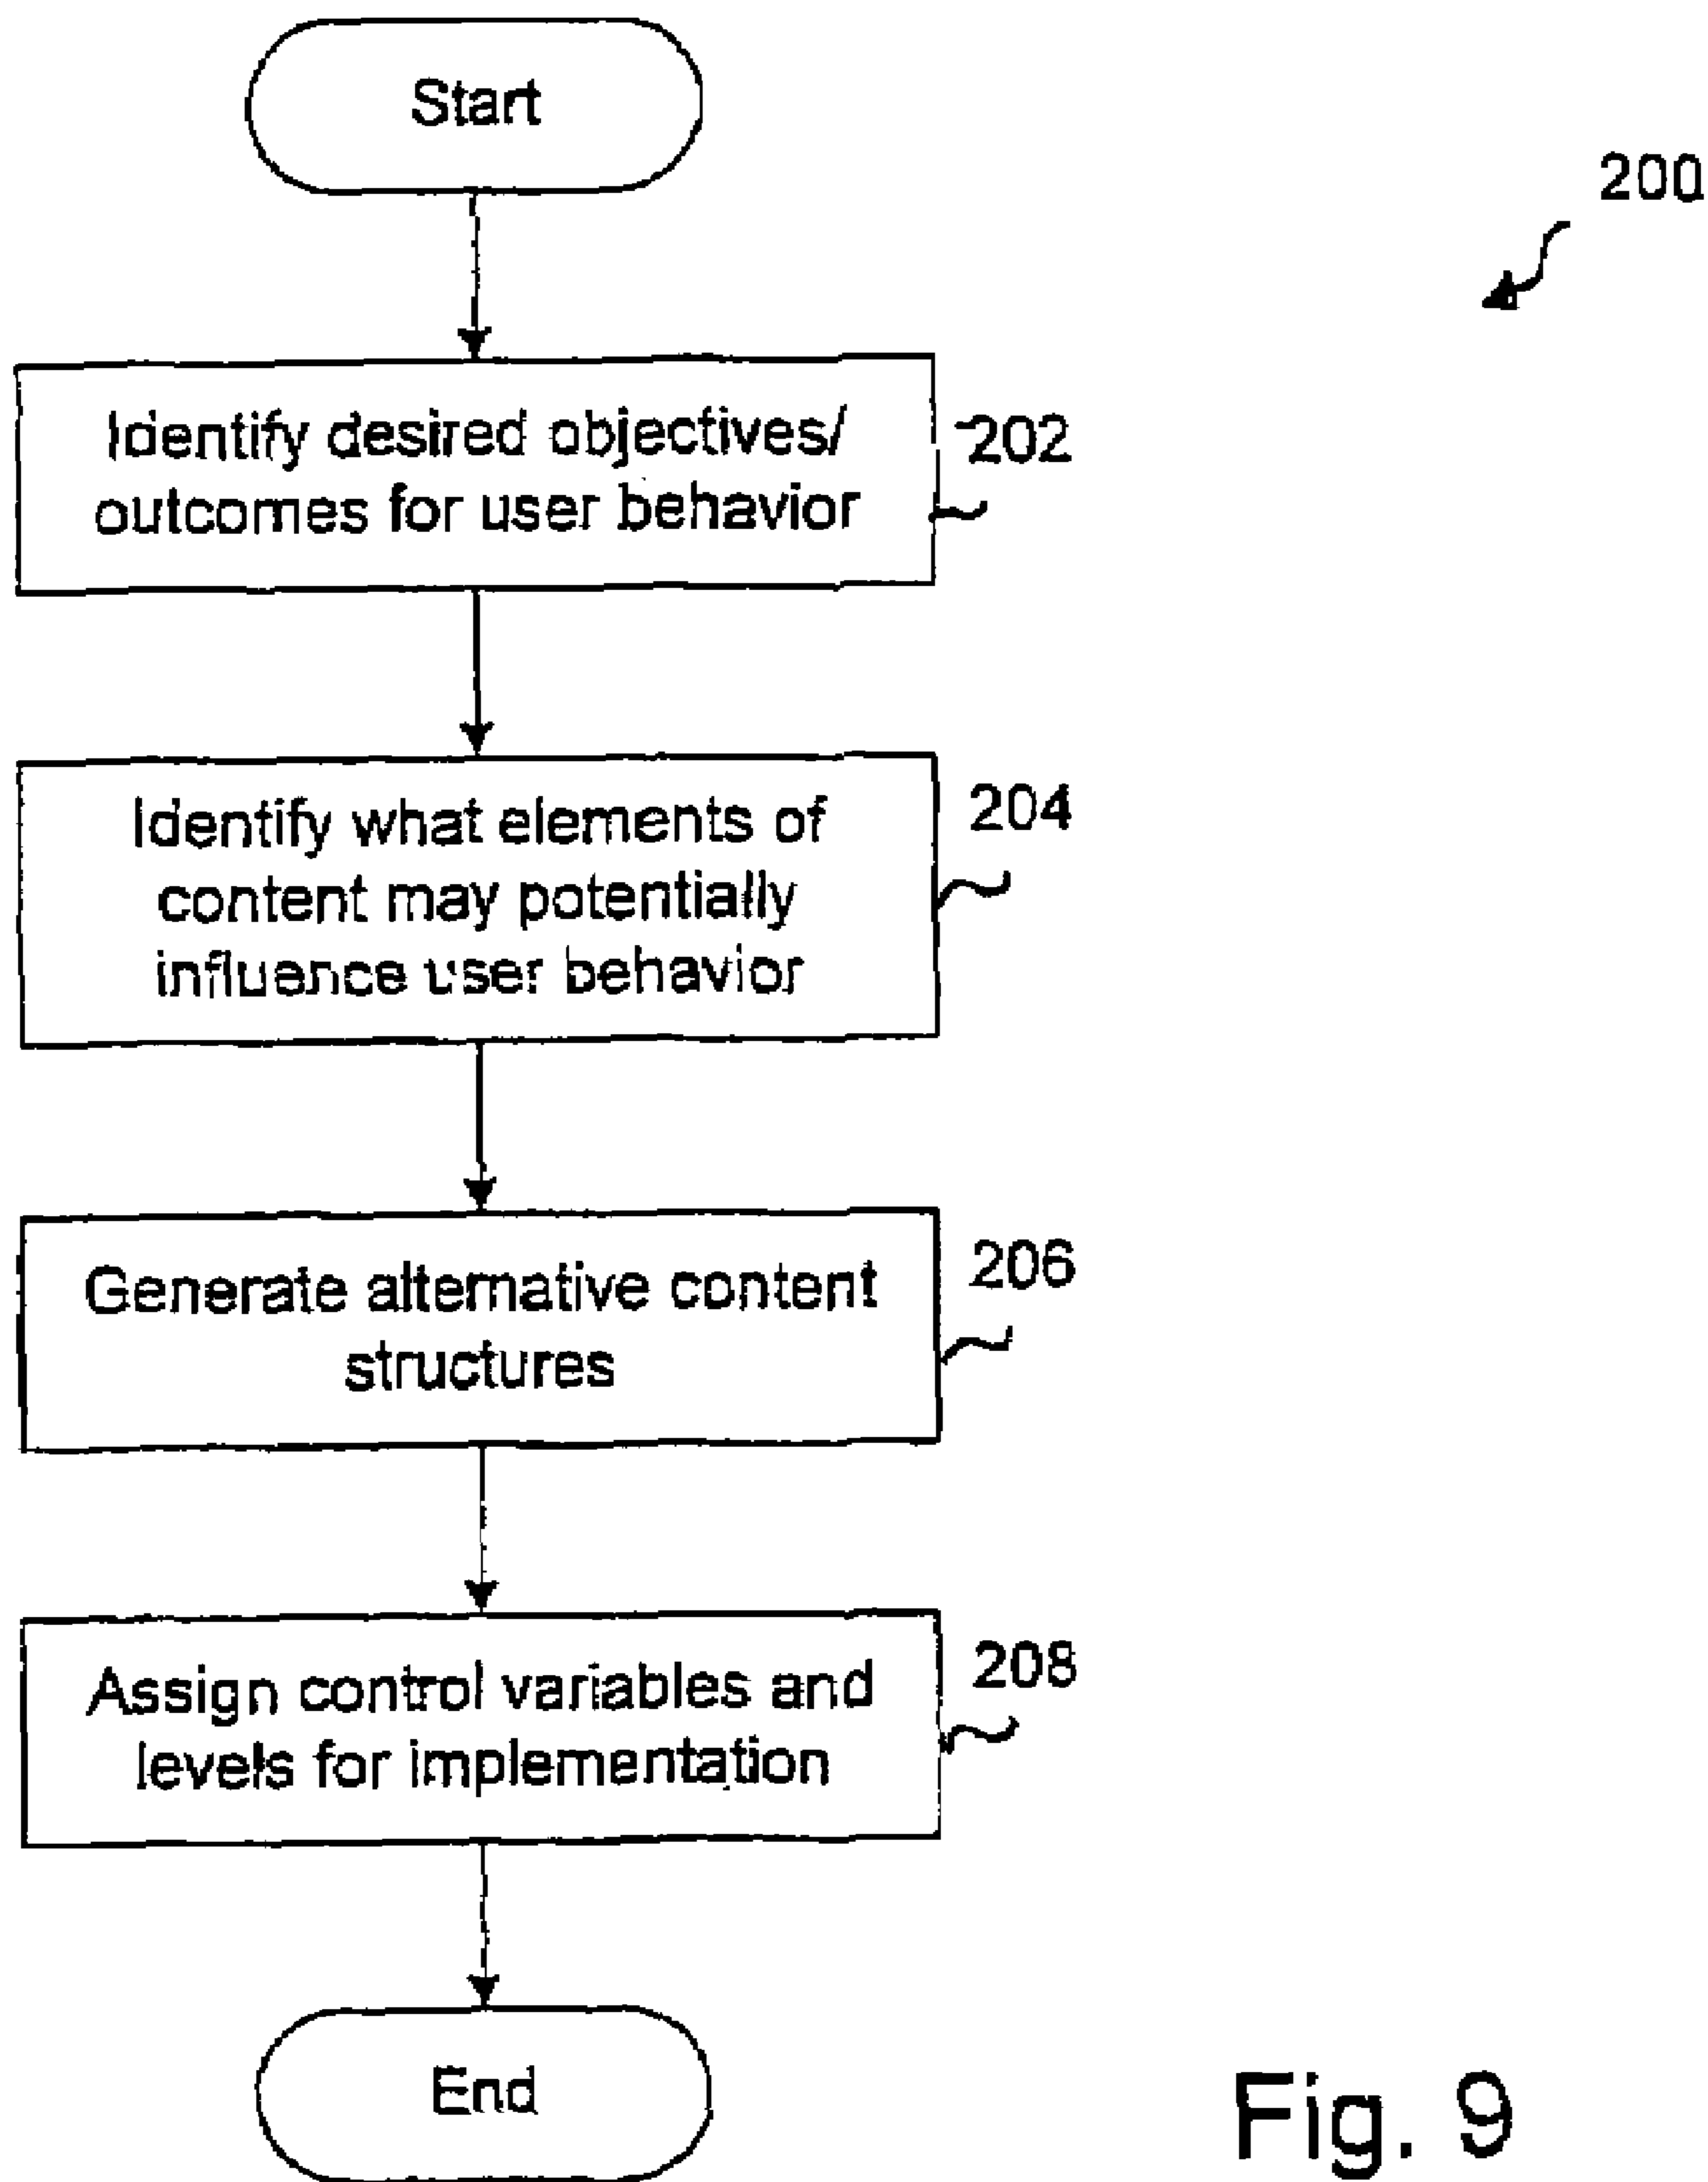 Start
200
Identify desired objectives/
outcomes for user behavior
202
Identify what elements of
content may potentially
influence user behavior
204
Generate alternative content
structures
206
Assign control variables and
levels for implementation
208
End
Fig. 9